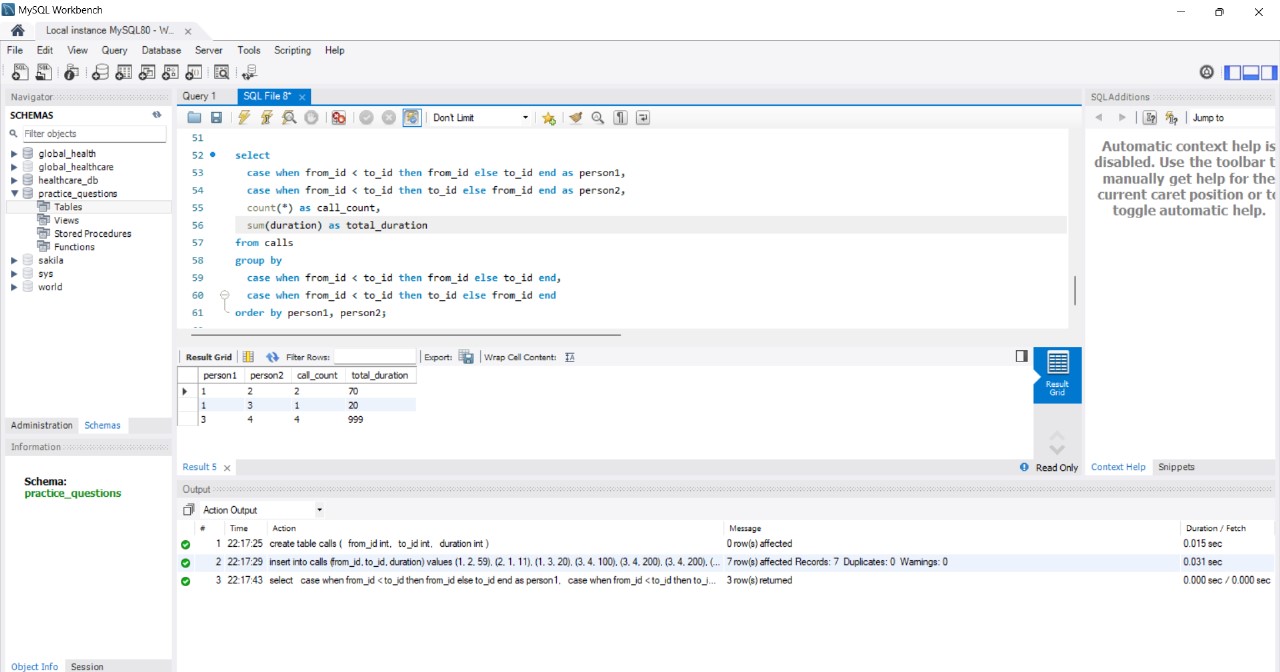 MySQL Workbench
Local instance MySQL80 - W...
File Edit View Query Database Server Tools Scripting Help
Navigator
SCHEMAS
Filter objects
global_health
global_healthcare
healthcare_db
practice_questions
Tables
Views
Stored Procedures
Functions
sakila
sys
world
Administration Schemas
Information
Schema:
practice_questions
Object Info Session
Query 1 SQL File 8*
Don't Limit
51
52 select
53 case when from_id < to_id then from_id else to_id end as person1,
54 case when from_id < to_id then to_id else from_id end as person2,
55 count(*) as call_count,
56 sum(duration) as total_duration
57 from calls
58 group by
59 case when from_id < to_id then from_id else to_id end,
60 case when from_id < to_id then to_id else from_id end
61 order by person1, person2;
Result Grid Filter Rows: Export: Wrap Cell Content:
person1 person2 call_count total_duration
1 2 2 70
1 3 1 20
3 4 4 999
Result Grid
Result 5
Read Only
Output
Action Output
# Time Action Message Duration / Fetch
1 22:17:25 create table calls ( from_id int, to_id int, duration int ) 0 row(s) affected 0.015 sec
2 22:17:29 insert into calls (from_id, to_id, duration) values (1, 2, 59), (2, 1, 11), (1, 3, 20), (3, 4, 100), (3, 4, 200), (3, 4, 200), (... 7 row(s) affected Records: 7 Duplicates: 0 Warnings: 0 0.031 sec
3 22:17:43 select case when from_id < to_id then from_id else to_id end as person1, case when from_id < to_id then to_i... 3 row(s) returned 0.000 sec / 0.000 sec
SQLAdditions
Jump to
Automatic context help is
disabled. Use the toolbar t
manually get help for the
current caret position or to
toggle automatic help.
Context Help Snippets